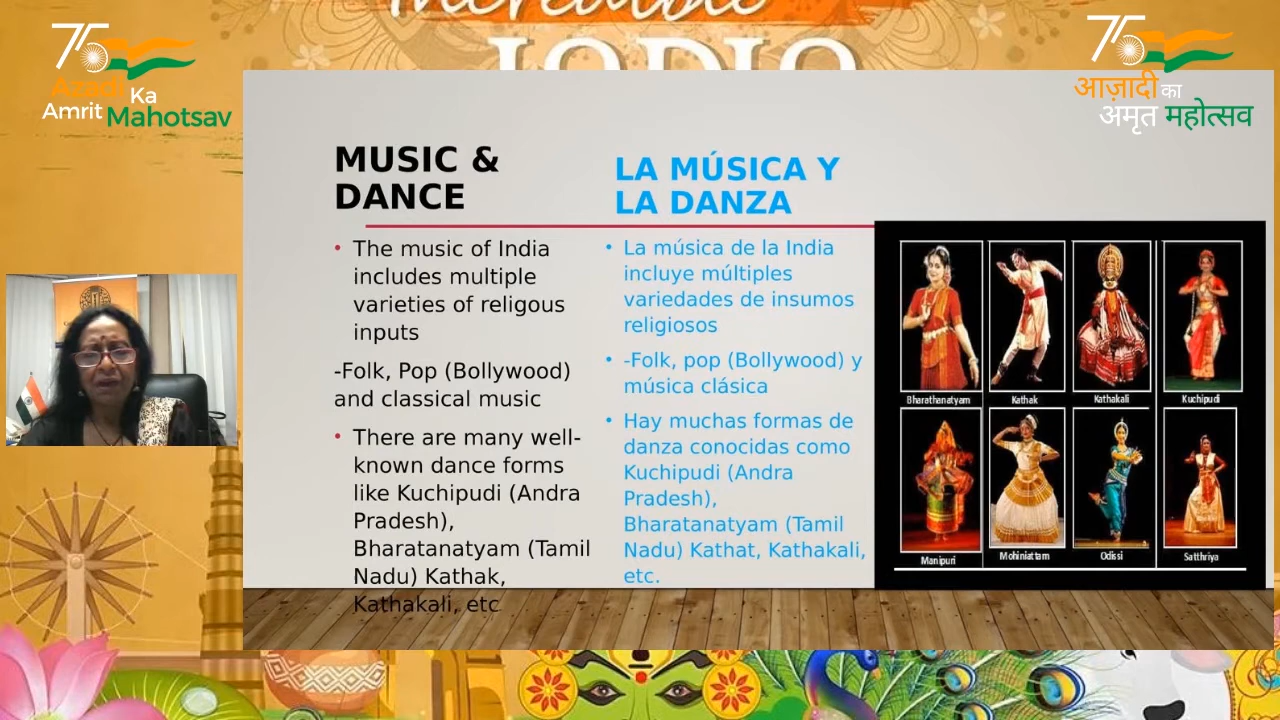 Incredible
INDIA
75
Azadi Ka
Amrit Mahotsav
75
आज़ादी का
अमृत महोत्सव
MUSIC &
DANCE
The music of India
includes multiple
varieties of religous
inputs
-Folk, Pop (Bollywood)
and classical music
There are many well-
known dance forms
like Kuchipudi (Andra
Pradesh),
Bharatanatyam (Tamil
Nadu) Kathak,
Kathakali, etc
LA MÚSICA Y
LA DANZA
La música de la India
incluye múltiples
variedades de insumos
religiosos
-Folk, pop (Bollywood) y
música clásica
Hay muchas formas de
danza conocidas como
Kuchipudi (Andra
Pradesh),
Bharatanatyam (Tamil
Nadu) Kathat, Kathakali,
etc.
Bharathanatyam Kathak Kathakali Kuchipudi
Manipuri Mohiniattam Odissi Satthriya